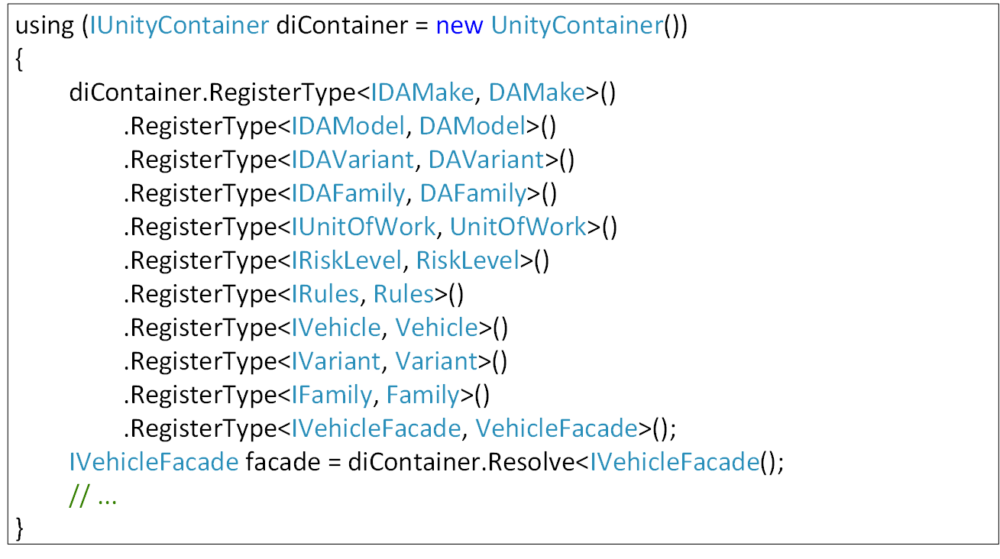 using (IUnityContainer diContainer = new UnityContainer())
{
diContainer.RegisterType<IDAMake, DAMake>()
.RegisterType<IDAModel, DAModel>()
.RegisterType<IDAVariant, DAVariant>()
.RegisterType<IDAFamily, DAFamily>()
.RegisterType<IUnitOfWork, UnitOfWork>()
.RegisterType<IRiskLevel, RiskLevel>()
.RegisterType<IRules, Rules>()
.RegisterType<IVehicle, Vehicle>()
.RegisterType<IVariant, Variant>()
.RegisterType<IFamily, Family>()
.RegisterType<IVehicleFacade, VehicleFacade>();
IVehicleFacade facade = diContainer.Resolve<IVehicleFacade();
// ...
}